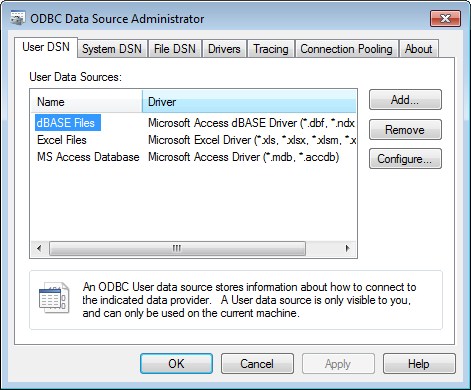 ODBC Data Source Administrator
User DSN System DSN File DSN Drivers Tracing Connection Pooling About
User Data Sources:
Name Driver
dBASE Files Microsoft Access dBASE Driver (*.dbf, *.ndx
Excel Files Microsoft Excel Driver (*.xls, *.xlsx, *.xlsm, *.x
MS Access Database Microsoft Access Driver (*.mdb, *.accdb)
Add...
Remove
Configure...
An ODBC User data source stores information about how to connect to
the indicated data provider. A User data source is only visible to you,
and can only be used on the current machine.
OK Cancel Apply Help